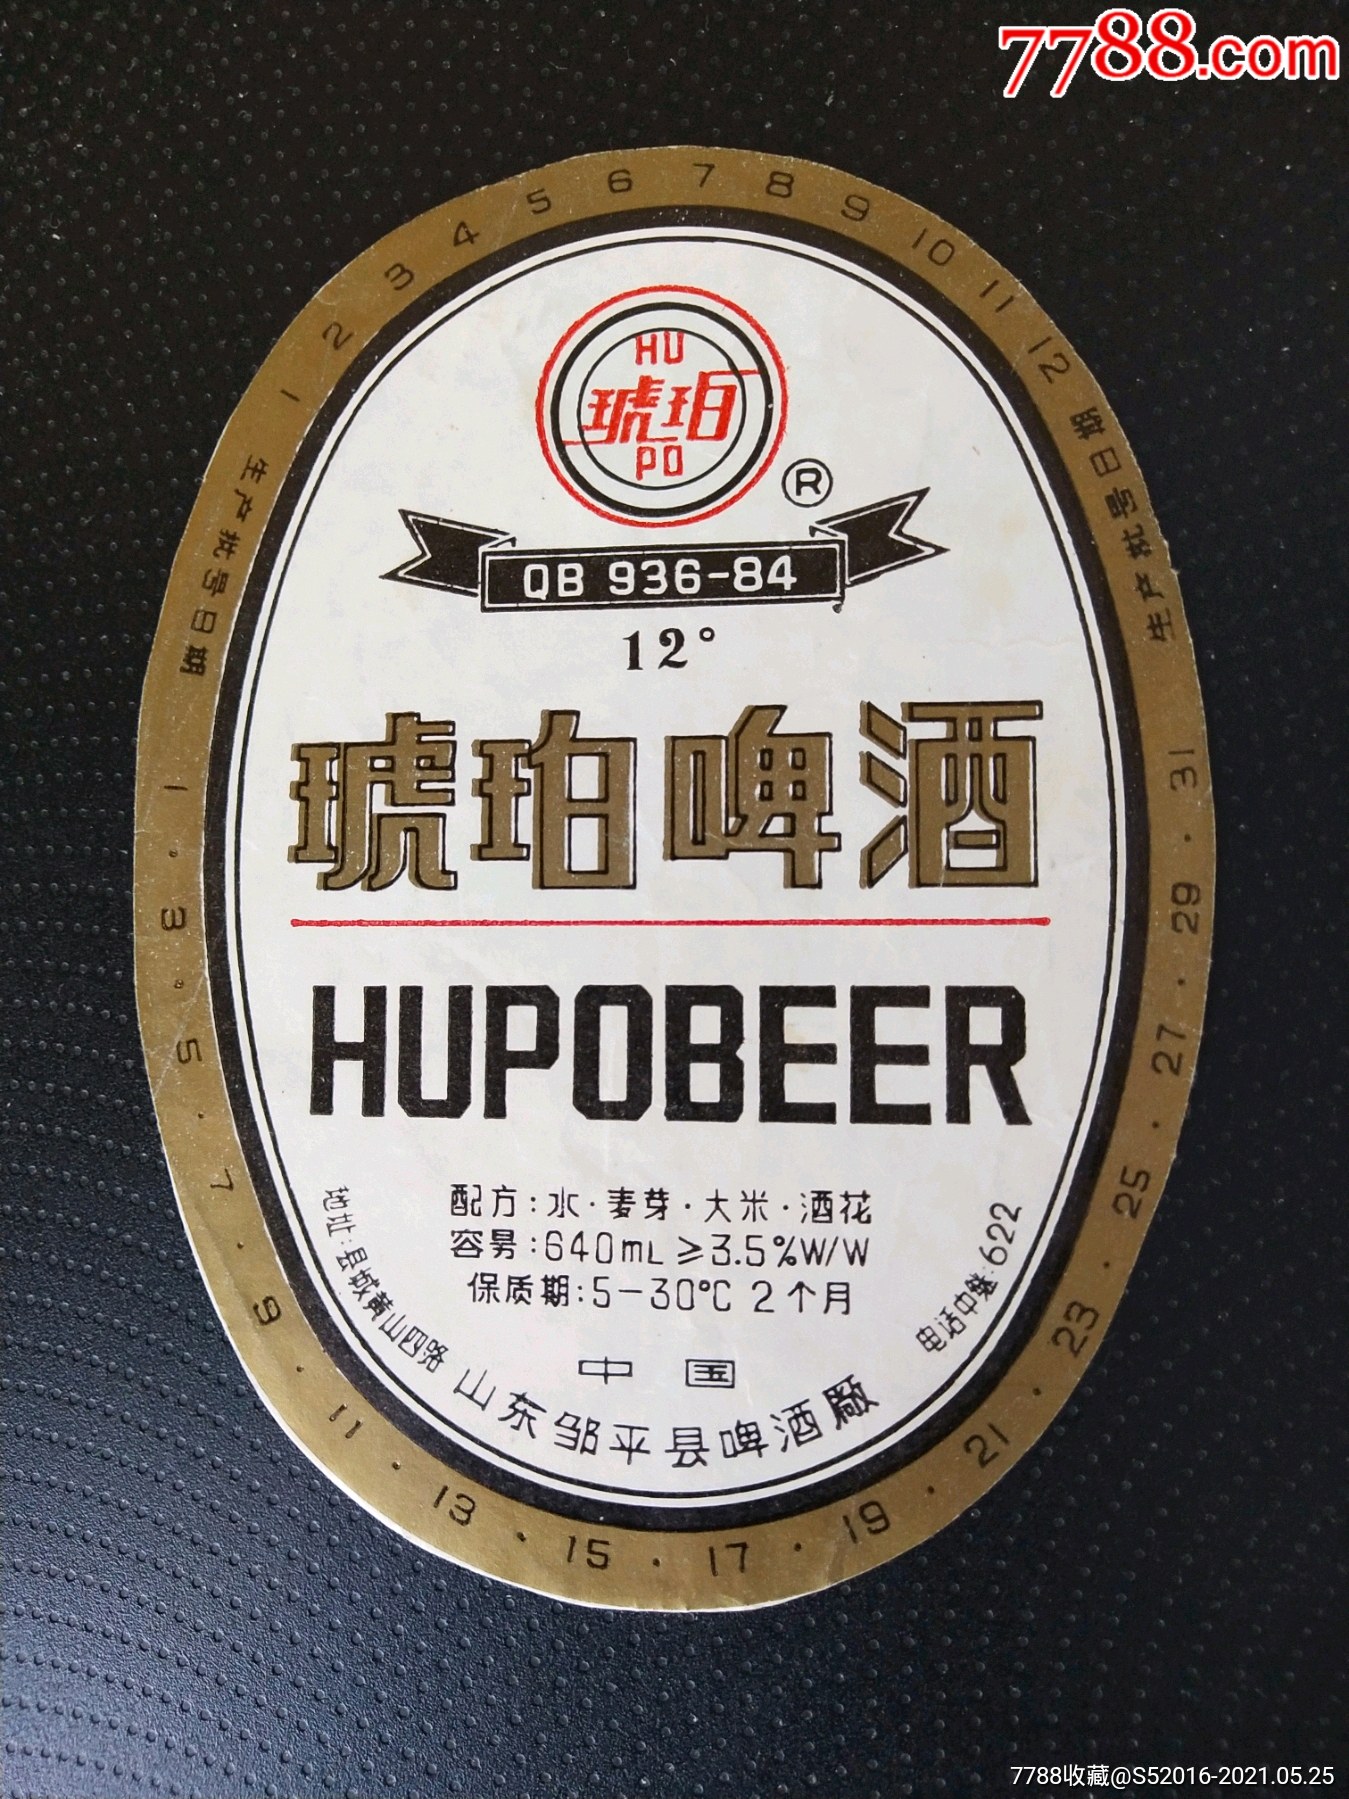 7788.com
1 2 3 4 5 6 7 8 9 10 11 12
生产批号日期
生产批号日期
HU
琥珀
PO
®
QB 936-84
12°
琥珀啤酒
HUPOBEER
配方:水·麦芽·大米·酒花
容易:640mL≥3.5%W/W
保质期:5-30℃ 2个月
地址:县城黄山四路
电话中继:622
中国
山东邹平县啤酒厰
1·3·5·7·9·11·13·15·17·19·21·23·25·27·29·31
7788收藏@S52016-2021.05.25